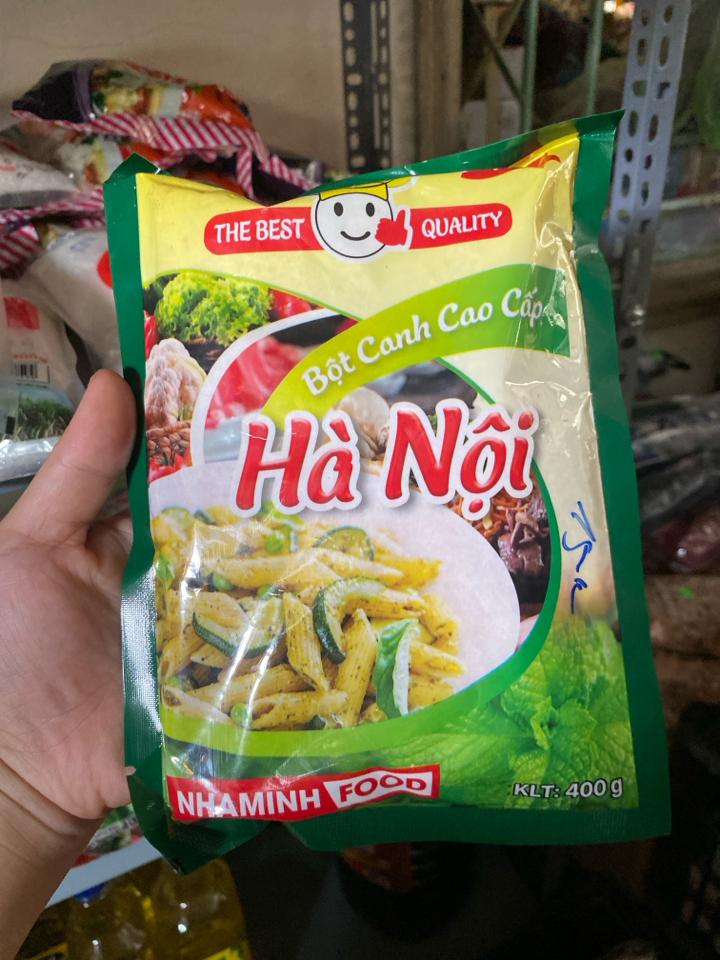 THE BEST QUALITY
Bột Canh Cao Cấp
Hà Nội
NHAMINH FOOD
KLT: 400g